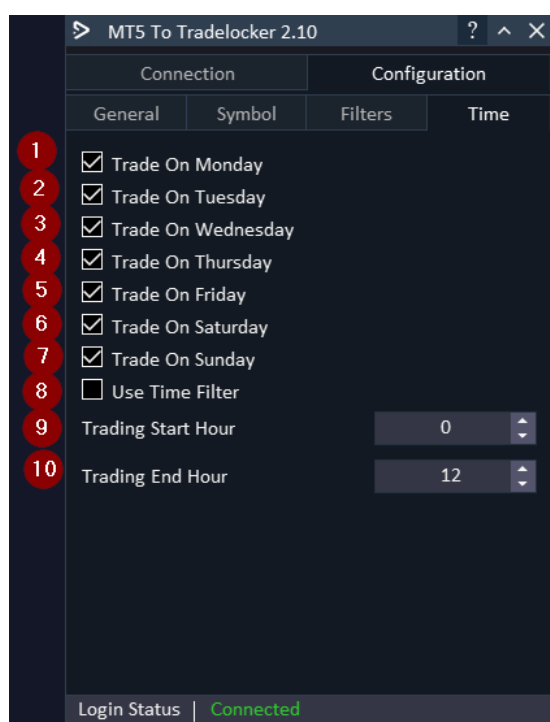 MT5 To Tradelocker 2.10 ?
Connection Configuration
General Symbol Filters Time
1 Trade On Monday
2 Trade On Tuesday
3 Trade On Wednesday
4 Trade On Thursday
5 Trade On Friday
6 Trade On Saturday
7 Trade On Sunday
8 Use Time Filter
9 Trading Start Hour 0
10 Trading End Hour 12
Login Status | Connected